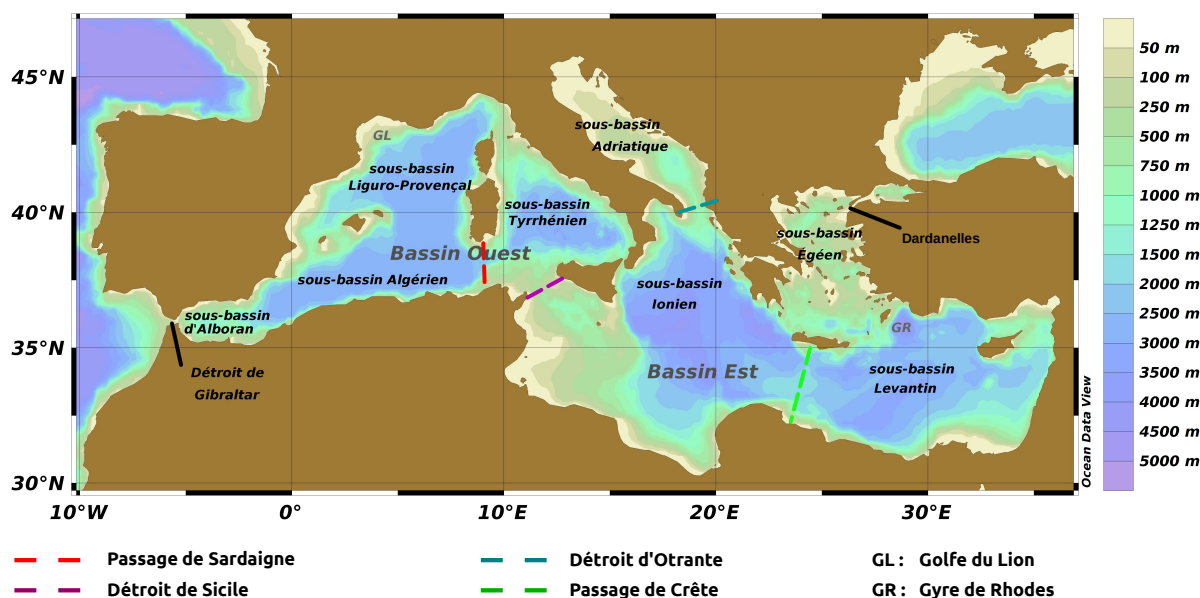 45°N
40°N
35°N
30°N
10°W
0°
10°E
20°E
30°E
GL
sous-bassin
Liguro-Provençal
sous-bassin
Adriatique
sous-bassin
Tyrrhénien
Bassin Ouest
sous-bassin Algérien
sous-bassin
d'Alboran
Détroit de
Gibraltar
sous-bassin
Ionien
Bassin Est
sous-bassin
Égéen
Dardanelles
GR
sous-bassin
Levantin
Ocean Data View
50 m
100 m
250 m
500 m
750 m
1000 m
1250 m
1500 m
2000 m
2500 m
3000 m
3500 m
4000 m
4500 m
5000 m
Passage de Sardaigne
Détroit d'Otrante
GL : Golfe du Lion
Détroit de Sicile
Passage de Crête
GR : Gyre de Rhodes